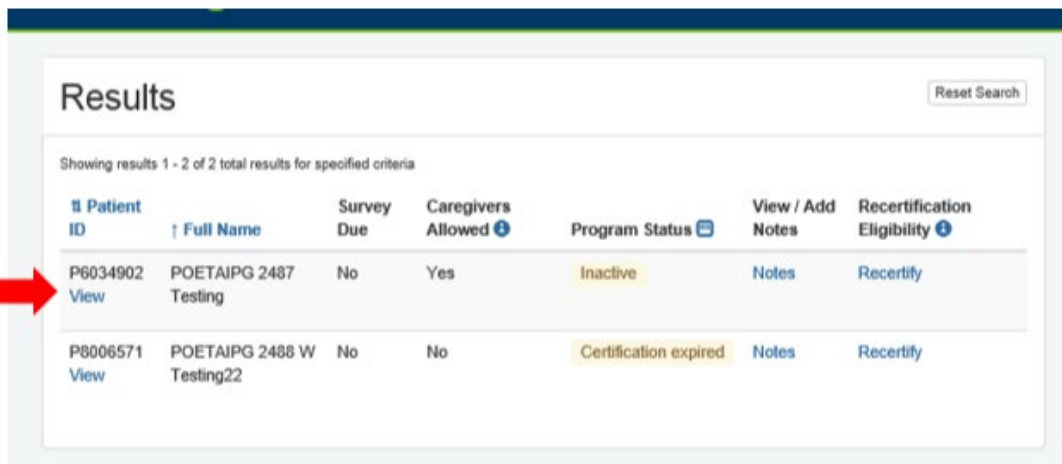 Results
Reset Search
Showing results 1 - 2 of 2 total results for specified criteria
Patient ID
Full Name
Survey Due
Caregivers Allowed
Program Status
View / Add Notes
Recertification Eligibility
P6034902
View
POETAIPG 2487
Testing
No
Yes
Inactive
Notes
Recertify
P8006571
View
POETAIPG 2488 W
Testing22
No
No
Certification expired
Notes
Recertify